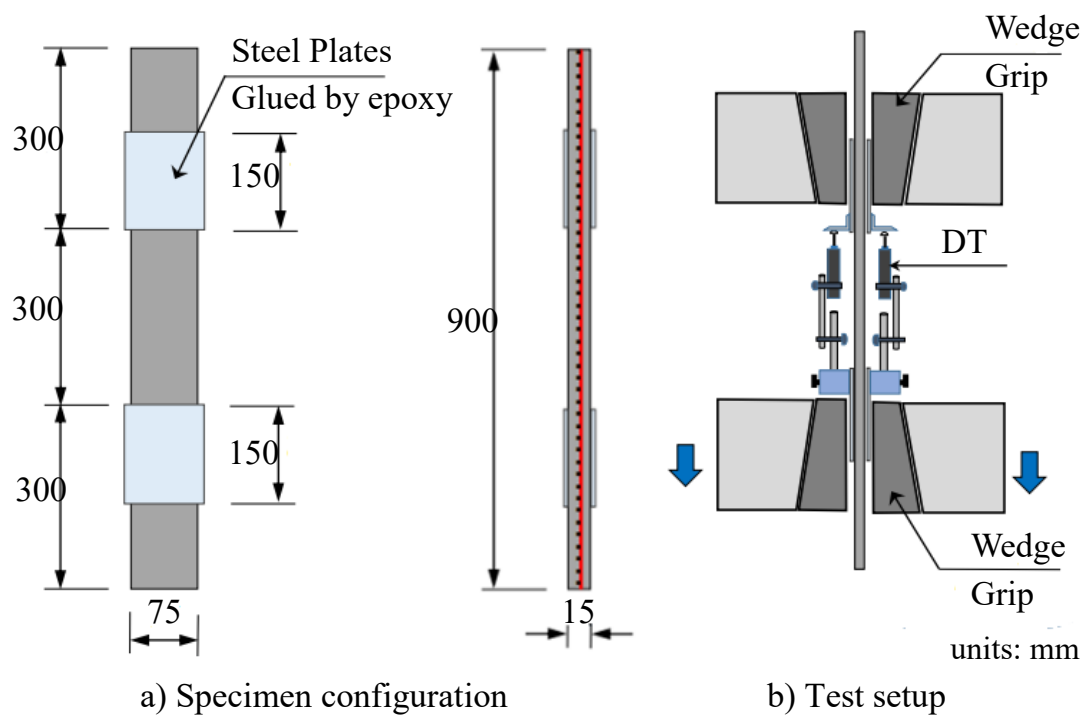 Steel Plates
Glued by epoxy
300
150
300
300
150
75
900
15
Wedge
Grip
DT
Wedge
Grip
units: mm
a) Specimen configuration
b) Test setup